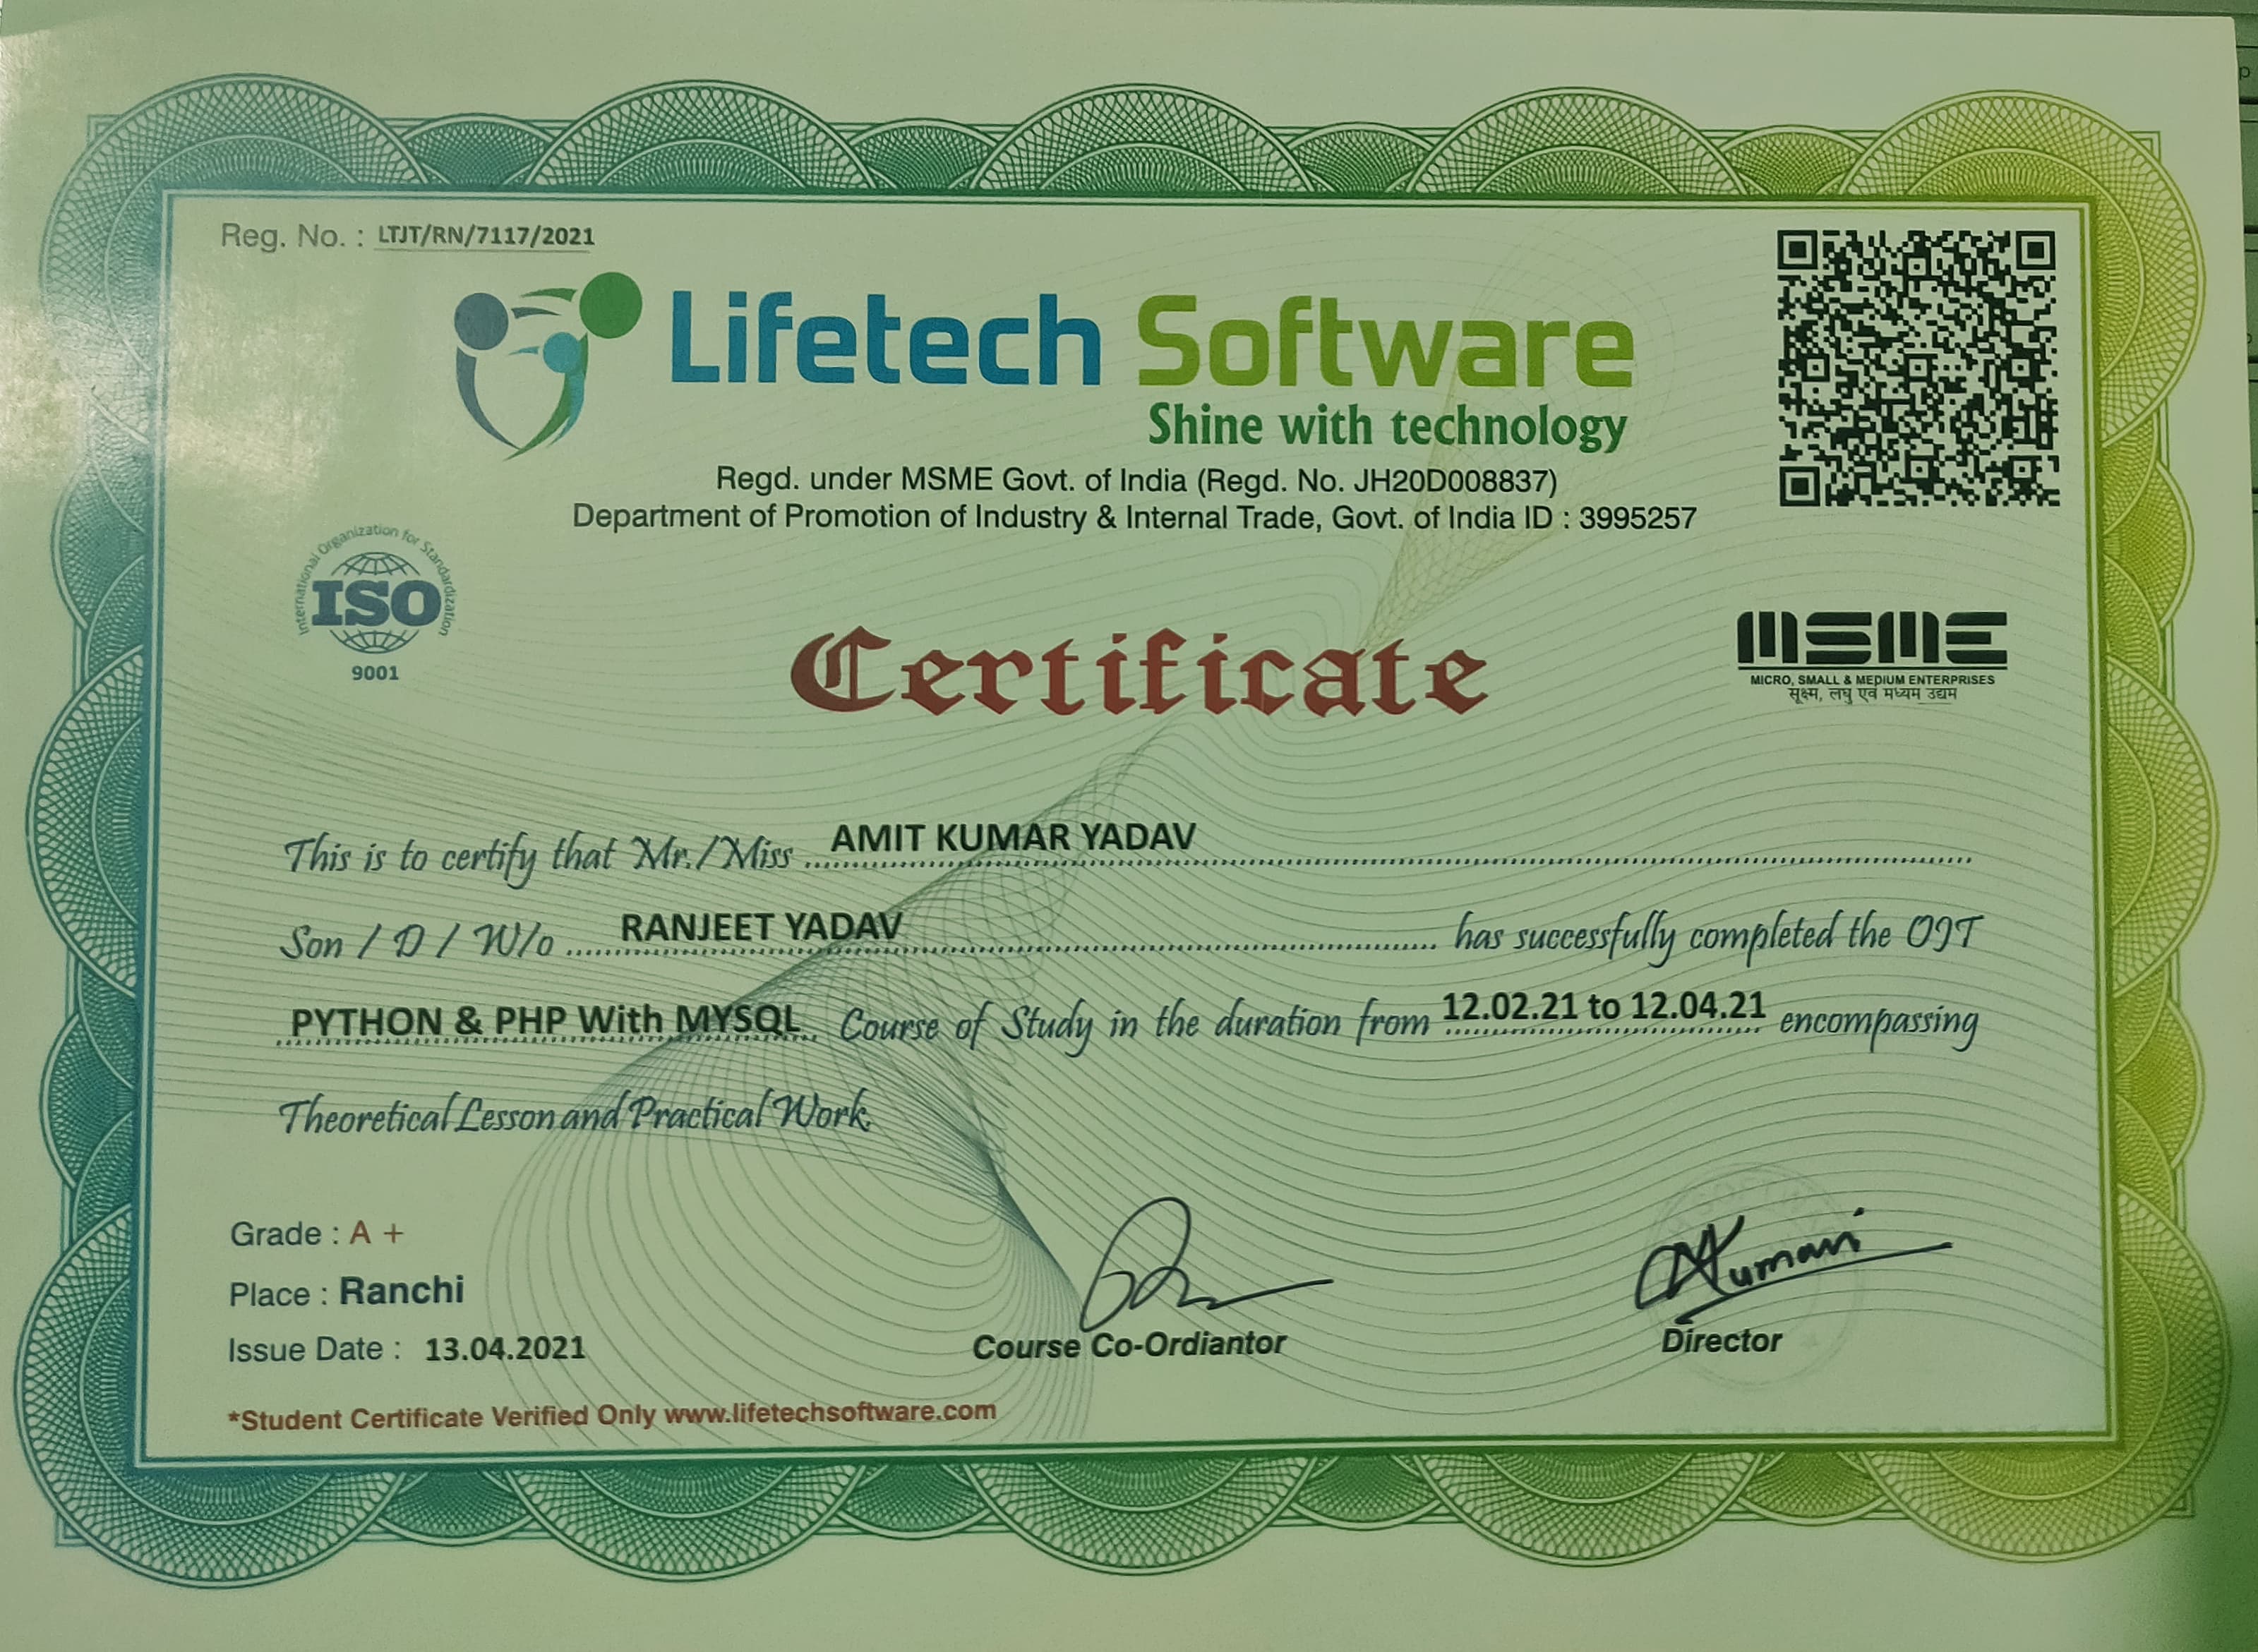 Reg. No. : LTJT/RN/7117/2021
Lifetech Software
Shine with technology
Regd. under MSME Govt. of India (Regd. No. JH20D008837)
Department of Promotion of Industry & Internal Trade, Govt. of India ID : 3995257
International Organization for Standardization
ISO
9001
Certificate
MSME
MICRO, SMALL & MEDIUM ENTERPRISES
सूक्ष्म, लघु एवं मध्यम उद्यम
This is to certify that Mr./Miss AMIT KUMAR YADAV
Son / D / W/o RANJEET YADAV has successfully completed the OJT
PYTHON & PHP With MYSQL Course of Study in the duration from 12.02.21 to 12.04.21 encompassing
Theoretical Lesson and Practical Work.
Grade : A +
Place : Ranchi
Issue Date : 13.04.2021
Course Co-Ordiantor
Kumari
Director
*Student Certificate Verified Only www.lifetechsoftware.com